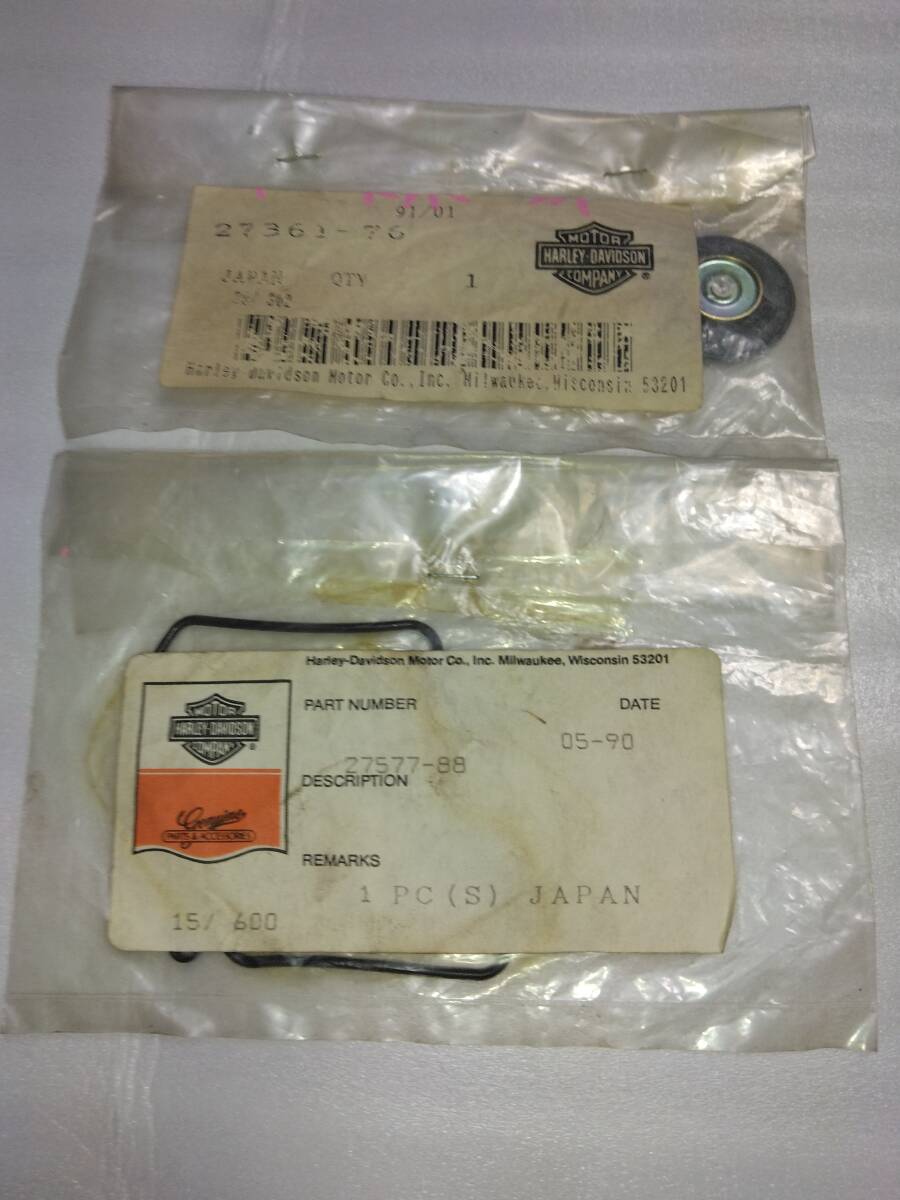 91/01
27361-76
MOTOR
HARLEY-DAVIDSON
COMPANY
®
JAPAN QTY 1
Harley davidson Motor Co.,Inc. Milwaukee,Wisconsin 53201
Harley-Davidson Motor Co., Inc. Milwaukee, Wisconsin 53201
MOTOR
HARLEY-DAVIDSON
COMPANY
®
Genuine
PARTS & ACCESSORIES
PART NUMBER DATE
05-90
27577-88
DESCRIPTION
REMARKS
1 PC(S) JAPAN
15/ 600